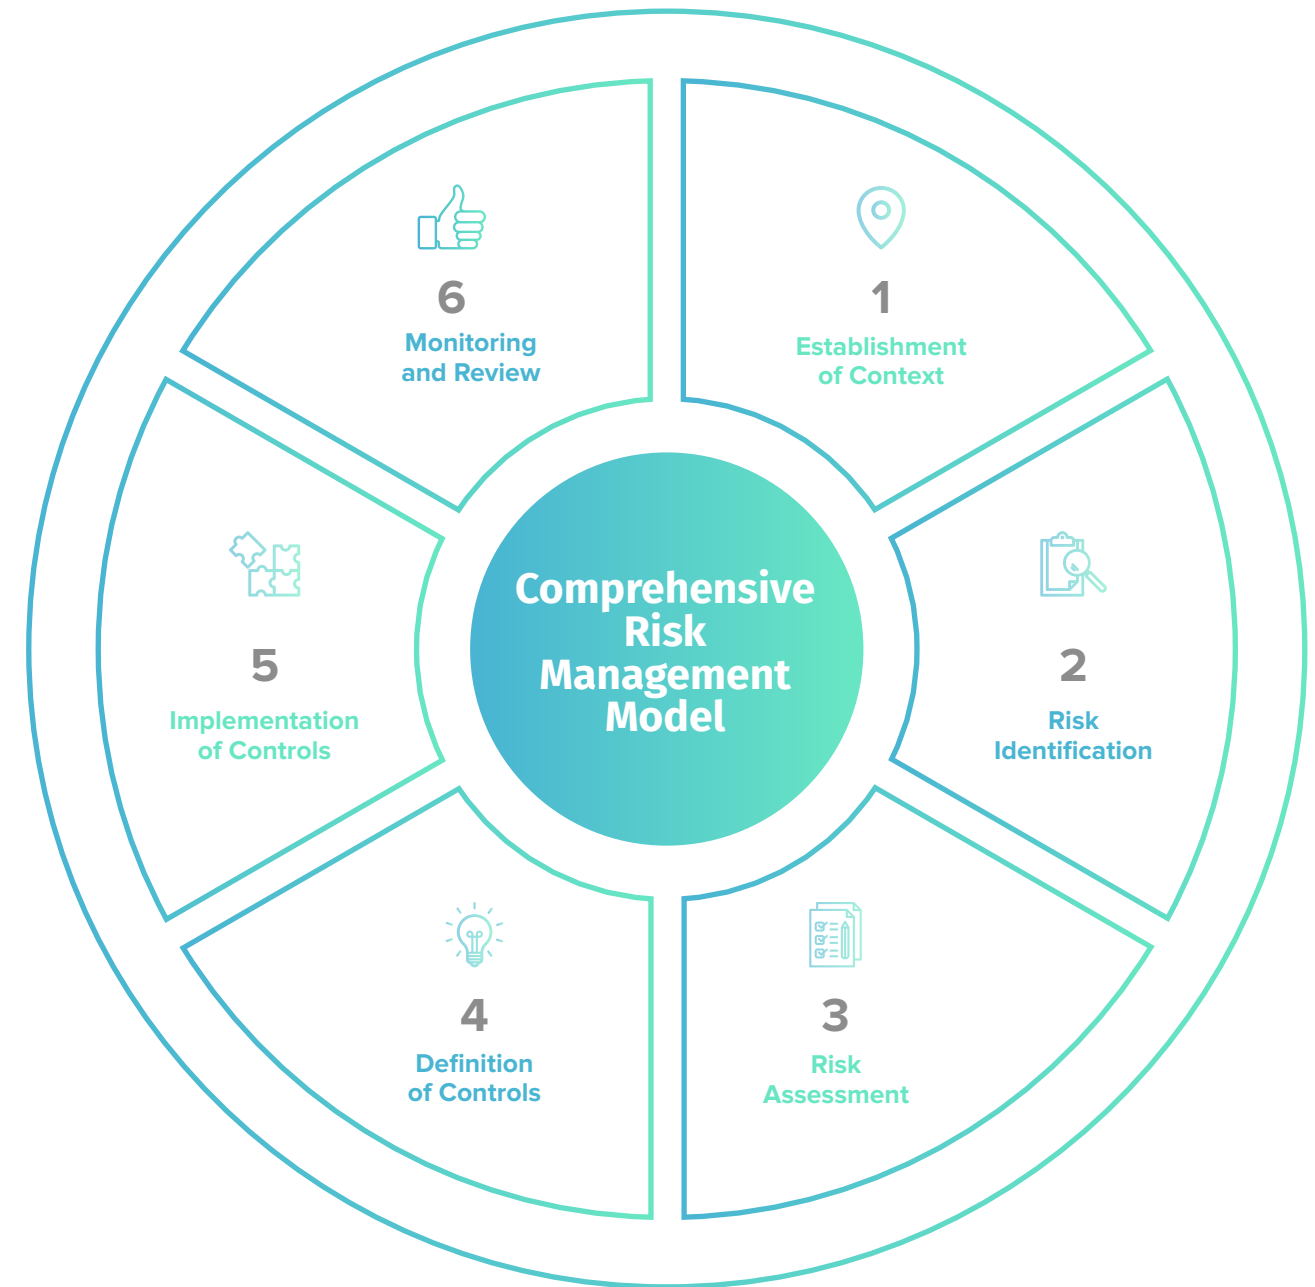 Comprehensive
Risk
Management
Model
1
Establishment
of Context
2
Risk
Identification
3
Risk
Assessment
4
Definition
of Controls
5
Implementation
of Controls
6
Monitoring
and Review